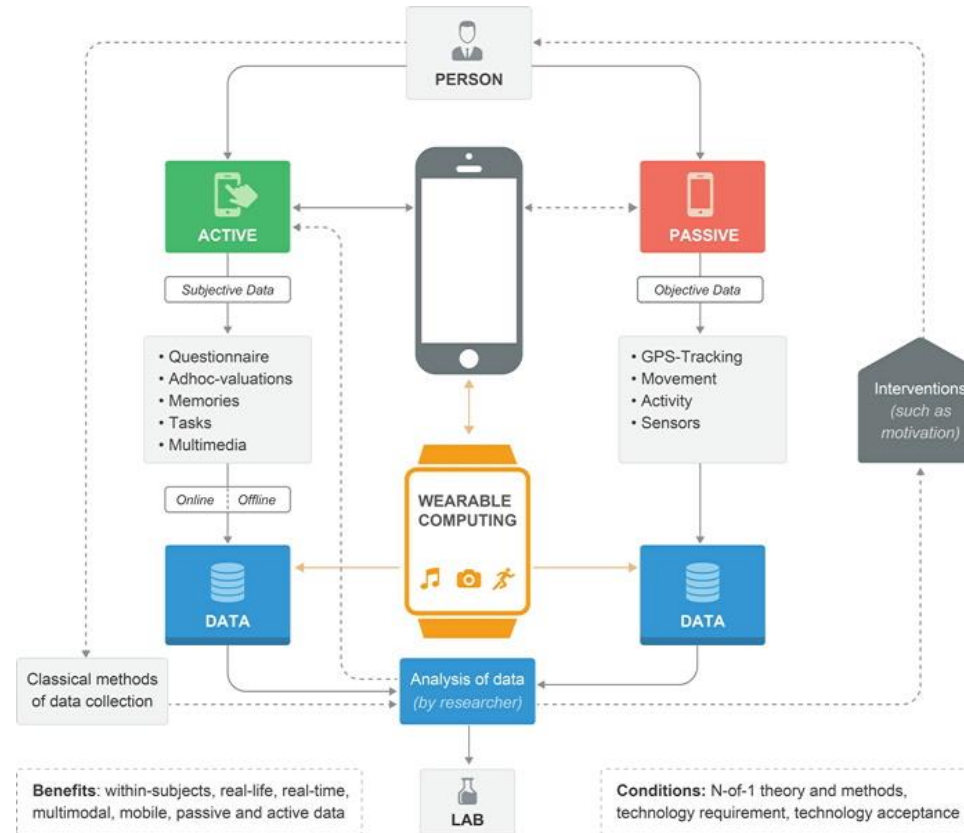 PERSON
ACTIVE
PASSIVE
Subjective Data
Objective Data
• Questionnaire
• Adhoc-valuations
• Memories
• Tasks
• Multimedia
• GPS-Tracking
• Movement
• Activity
• Sensors
Interventions
(such as
motivation)
Online Offline
WEARABLE
COMPUTING
DATA
DATA
Classical methods
of data collection
Analysis of data
(by researcher)
LAB
Benefits: within-subjects, real-life, real-time,
multimodal, mobile, passive and active data
Conditions: N-of-1 theory and methods,
technology requirement, technology acceptance